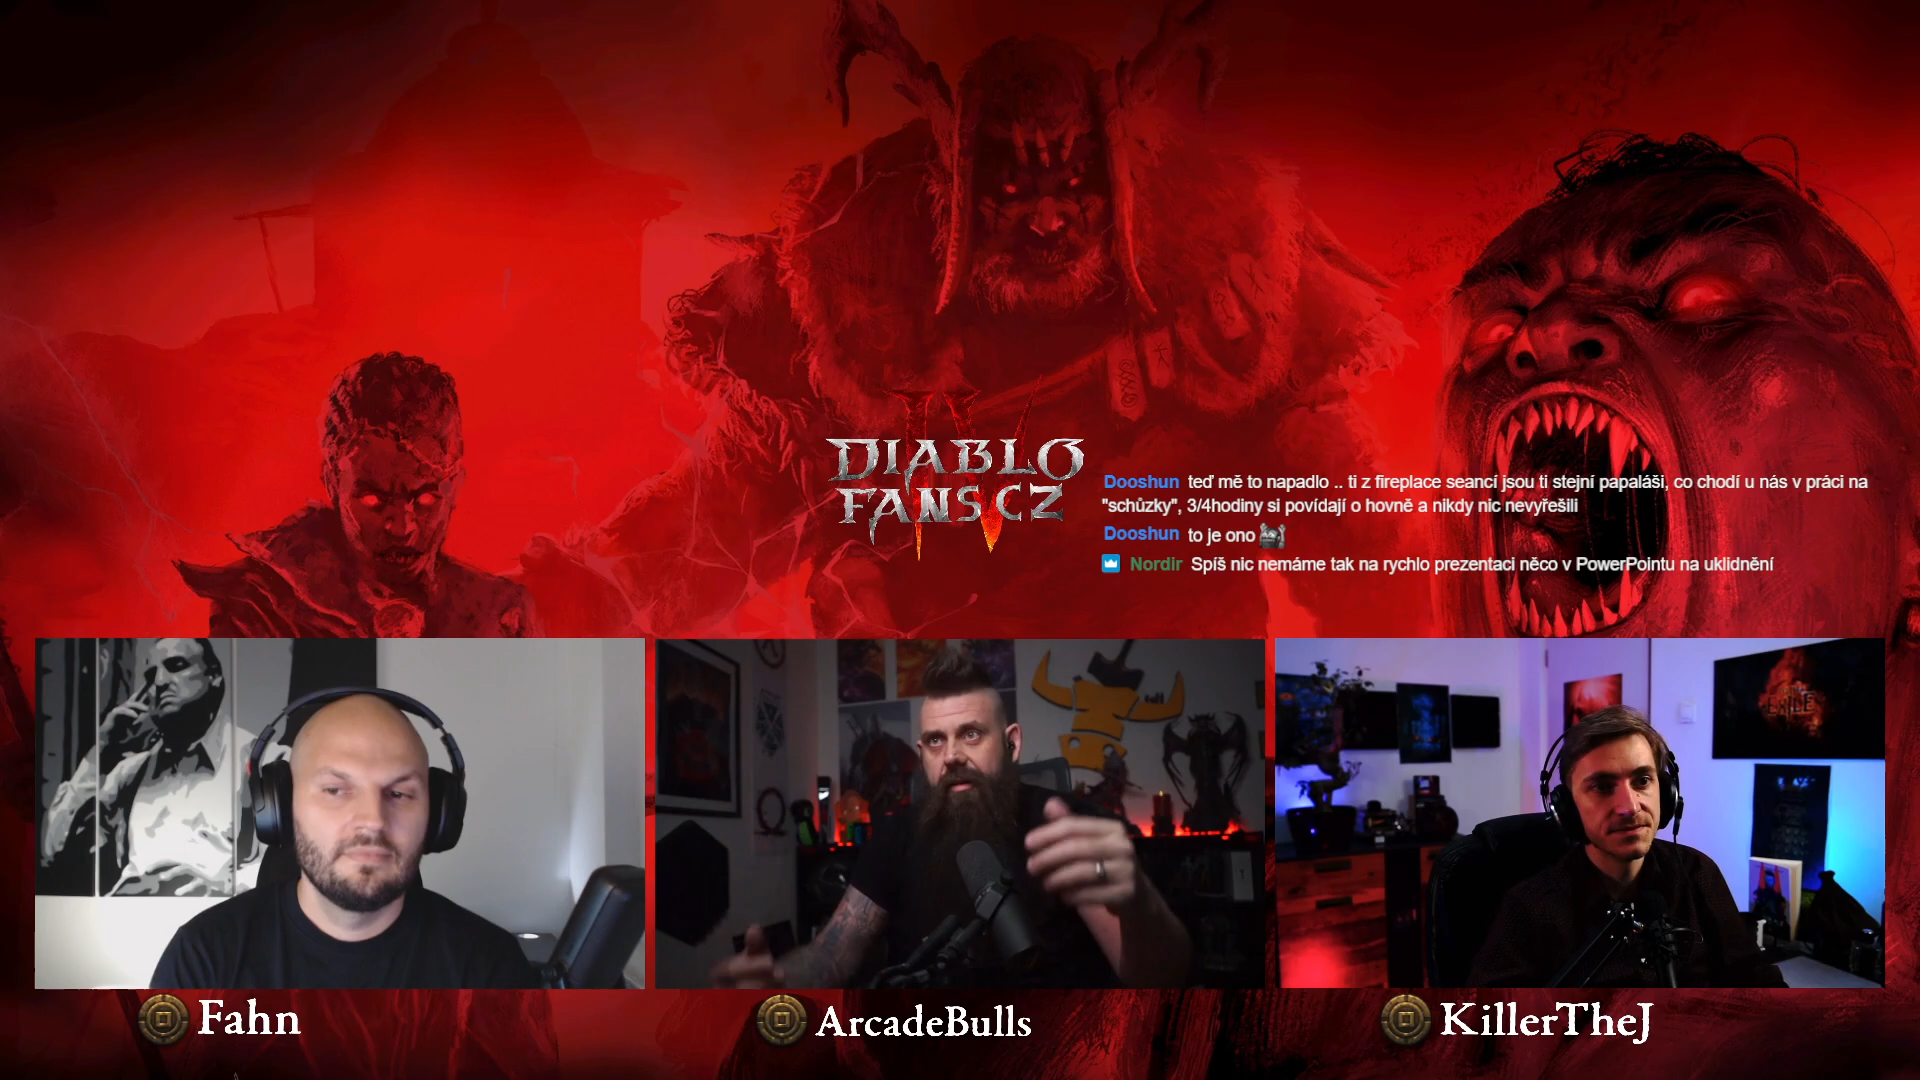 DIABLO
FANS CZ
IV
Dooshun teď mě to napadlo .. ti z fireplace seancí jsou ti stejní papaláši, co chodí u nás v práci na
"schůzky", 3/4hodiny si povídají o hovně a nikdy nic nevyřešili
Dooshun to je ono
Nordir Spíš nic nemáme tak na rychlo prezentaci něco v PowerPointu na uklidnění
EXILE
Fahn
ArcadeBulls
KillerTheJ